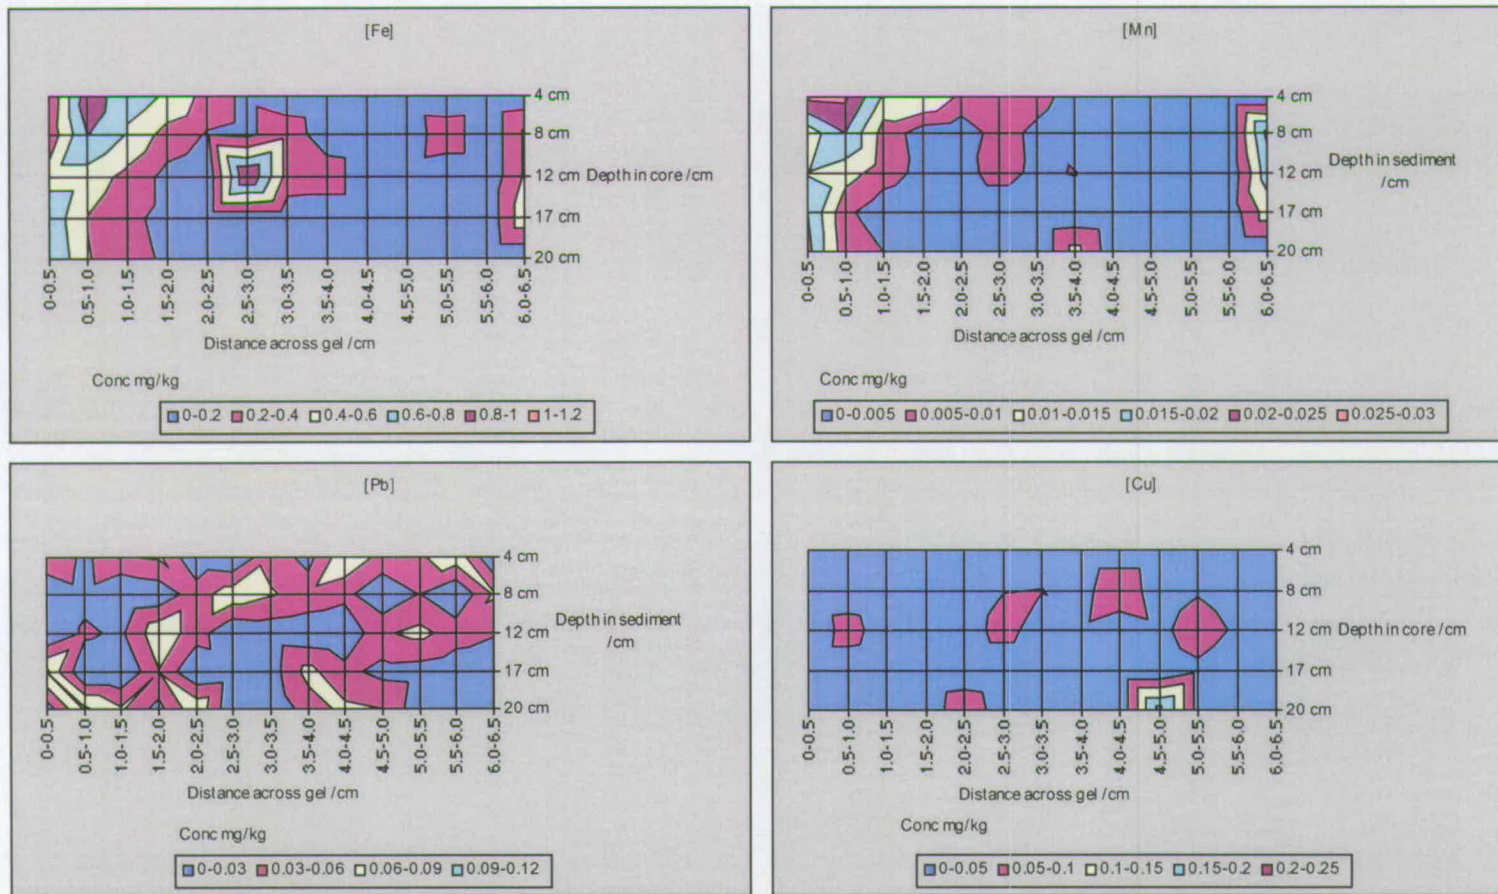 [Fe]
4 cm
8 cm
12 cm
17 cm
20 cm
Depth in core /cm
0-0.5
0.5-1.0
1.0-1.5
1.5-2.0
2.0-2.5
2.5-3.0
3.0-3.5
3.5-4.0
4.0-4.5
4.5-5.0
5.0-5.5
5.5-6.0
6.0-6.5
Distance across gel /cm
Conc mg/kg
0-0.2 0.2-0.4 0.4-0.6 0.6-0.8 0.8-1 1-1.2
[Mn]
4 cm
8 cm
12 cm
17 cm
20 cm
Depth in sediment
/cm
0-0.5
0.5-1.0
1.0-1.5
1.5-2.0
2.0-2.5
2.5-3.0
3.0-3.5
3.5-4.0
4.0-4.5
4.5-5.0
5.0-5.5
5.5-6.0
6.0-6.5
Distance across gel /cm
Conc mg/kg
0-0.005 0.005-0.01 0.01-0.015 0.015-0.02 0.02-0.025 0.025-0.03
[Pb]
4 cm
8 cm
12 cm
17 cm
20 cm
Depth in sediment
/cm
0-0.5
0.5-1.0
1.0-1.5
1.5-2.0
2.0-2.5
2.5-3.0
3.0-3.5
3.5-4.0
4.0-4.5
4.5-5.0
5.0-5.5
5.5-6.0
6.0-6.5
Distance across gel /cm
Conc mg/kg
0-0.03 0.03-0.06 0.06-0.09 0.09-0.12
[Cu]
4 cm
8 cm
12 cm
17 cm
20 cm
Depth in core /cm
0-0.5
0.5-1.0
1.0-1.5
1.5-2.0
2.0-2.5
2.5-3.0
3.0-3.5
3.5-4.0
4.0-4.5
4.5-5.0
5.0-5.5
5.5-6.0
6.0-6.5
Distance across gel /cm
Conc mg/kg
0-0.05 0.05-0.1 0.1-0.15 0.15-0.2 0.2-0.25